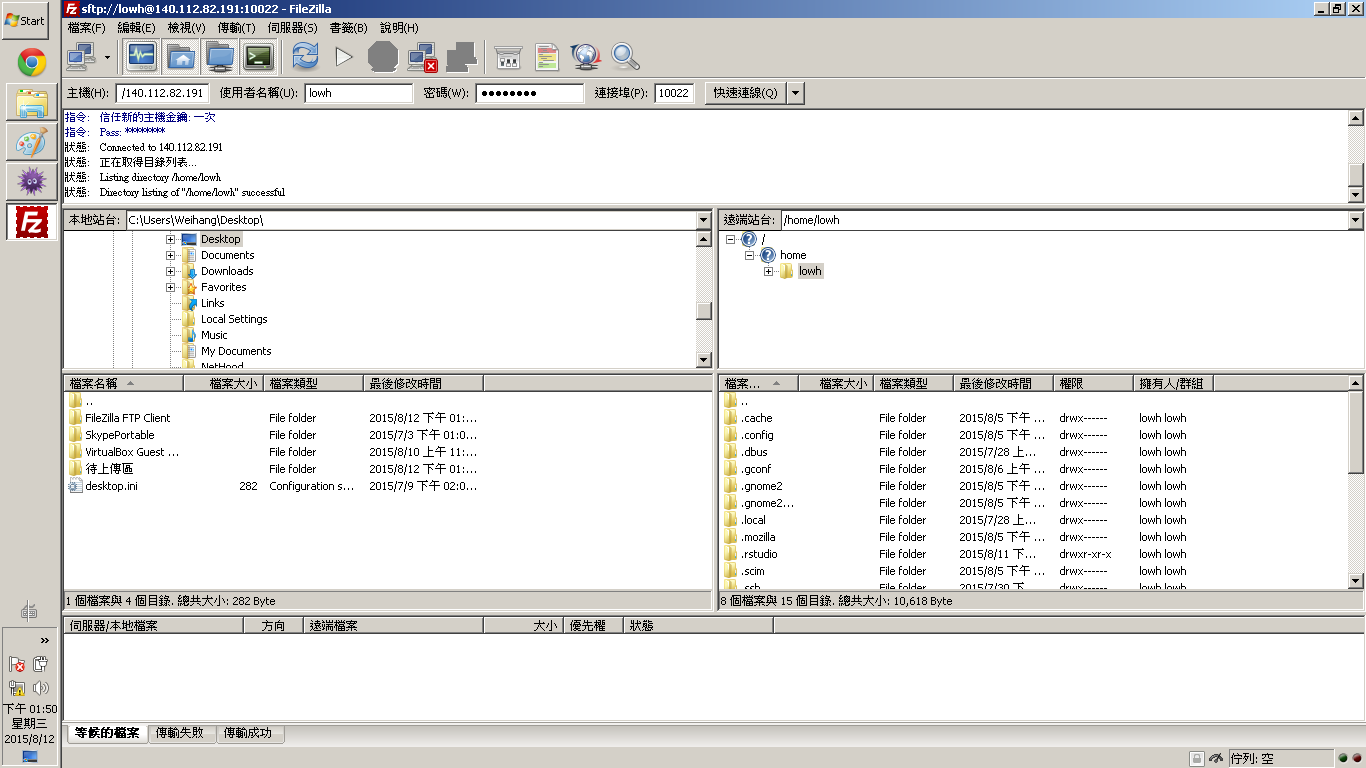 Start
sftp://lowh@140.112.82.191:10022 - FileZilla
檔案(F) 編輯(E) 檢視(V) 傳輸(T) 伺服器(S) 書籤(B) 說明(H)
主機(H): /140.112.82.191 使用者名稱(U): lowh 密碼(W): ●●●●●●●● 連接埠(P): 10022 快速連線(Q)
指令: 信任新的主機金鑰: 一次
指令: Pass: ********
狀態: Connected to 140.112.82.191
狀態: 正在取得目錄列表...
狀態: Listing directory /home/lowh
狀態: Directory listing of "/home/lowh" successful
本地站台: C:\Users\Weihang\Desktop\
Desktop
Documents
Downloads
Favorites
Links
Local Settings
Music
My Documents
NetHood
遠端站台: /home/lowh
/
home
lowh
檔案名稱 檔案大小 檔案類型 最後修改時間
..
FileZilla FTP Client File folder 2015/8/12 下午 01:...
SkypePortable File folder 2015/7/3 下午 01:0...
VirtualBox Guest ... File folder 2015/8/10 上午 11:...
待上傳區 File folder 2015/8/12 下午 01:...
desktop.ini 282 Configuration s... 2015/7/9 下午 02:0...
1 個檔案與 4 個目錄. 總共大小: 282 Byte
檔案... 檔案大小 檔案類型 最後修改時間 權限 擁有人/群組
..
.cache File folder 2015/8/5 下午 ... drwx------ lowh lowh
.config File folder 2015/8/5 下午 ... drwx------ lowh lowh
.dbus File folder 2015/7/28 上... drwx------ lowh lowh
.gconf File folder 2015/8/6 上午 ... drwx------ lowh lowh
.gnome2 File folder 2015/8/5 下午 ... drwx------ lowh lowh
.gnome2... File folder 2015/8/5 下午 ... drwx------ lowh lowh
.local File folder 2015/7/28 上... drwx------ lowh lowh
.mozilla File folder 2015/8/5 下午 ... drwx------ lowh lowh
.rstudio File folder 2015/8/11 下... drwxr-xr-x lowh lowh
.scim File folder 2015/8/5 下午 ... drwx------ lowh lowh
.ssh File folder 2015/7/30 下... drwx------ lowh lowh
8 個檔案與 15 個目錄. 總共大小: 10,618 Byte
伺服器/本地檔案 方向 遠端檔案 大小 優先權 狀態
等候的檔案 傳輸失敗 傳輸成功
佇列: 空
下午 01:50
星期三
2015/8/12